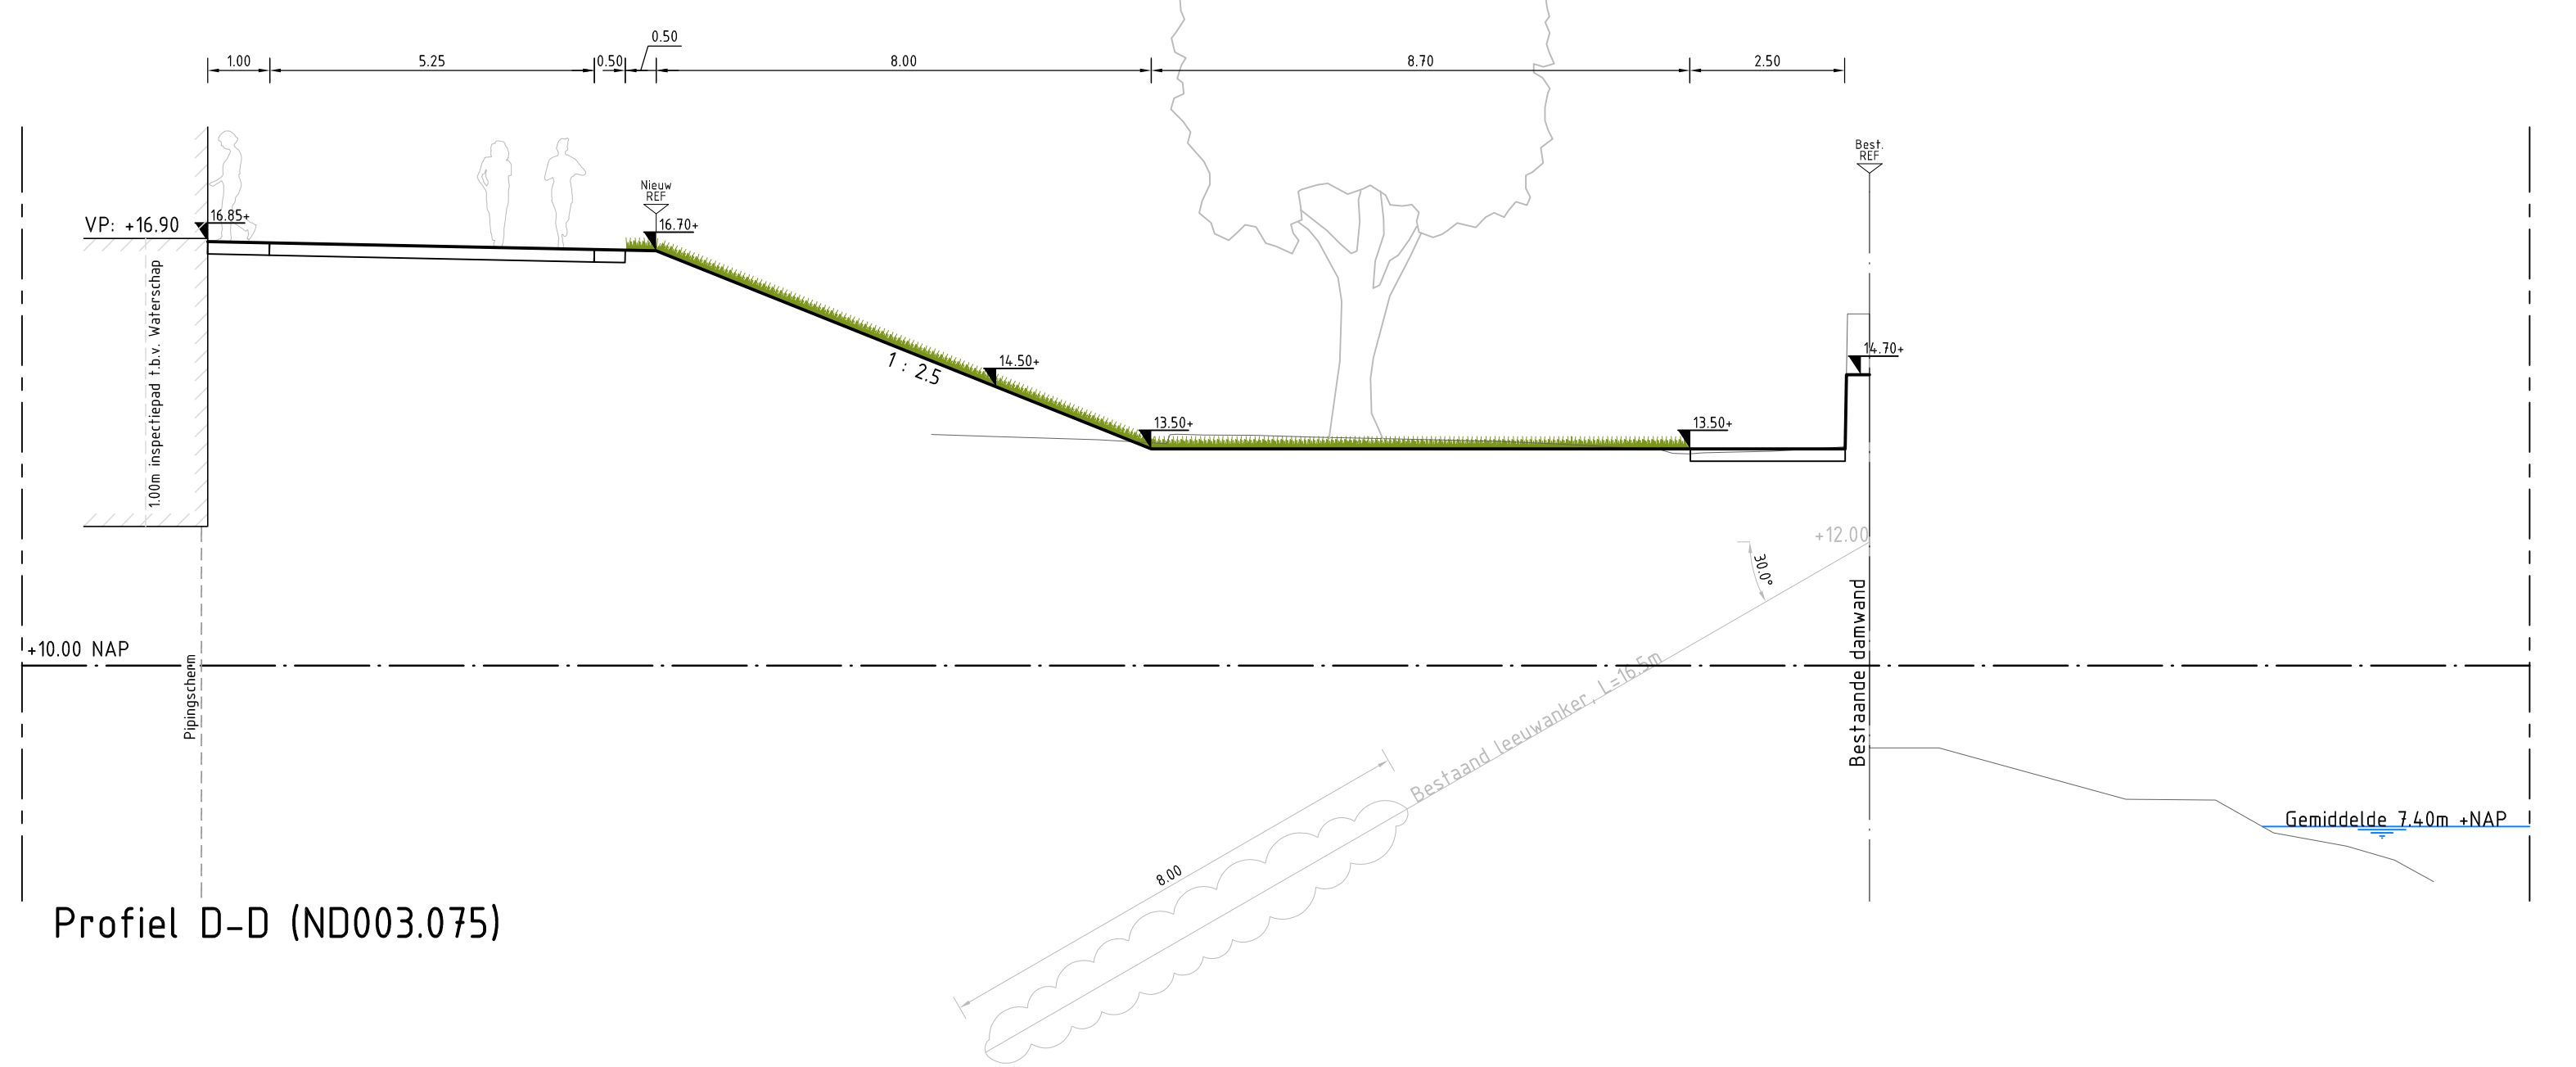 0.50
1.00
5.25
0.50
8.00
8.70
2.50
Best.
REF
Nieuw
REF
VP: +16.90
16.85+
16.70+
1.00m inspectiepad t.b.v. Waterschap
1 : 2.5
14.50+
14.70+
13.50+
13.50+
+12.00
30.0°
+10.00 NAP
Pipingscherm
Bestaand leeuwanker, L=16.5m
Bestaande damwand
8.00
Gemiddelde 7.40m +NAP
Profiel D-D (ND003.075)